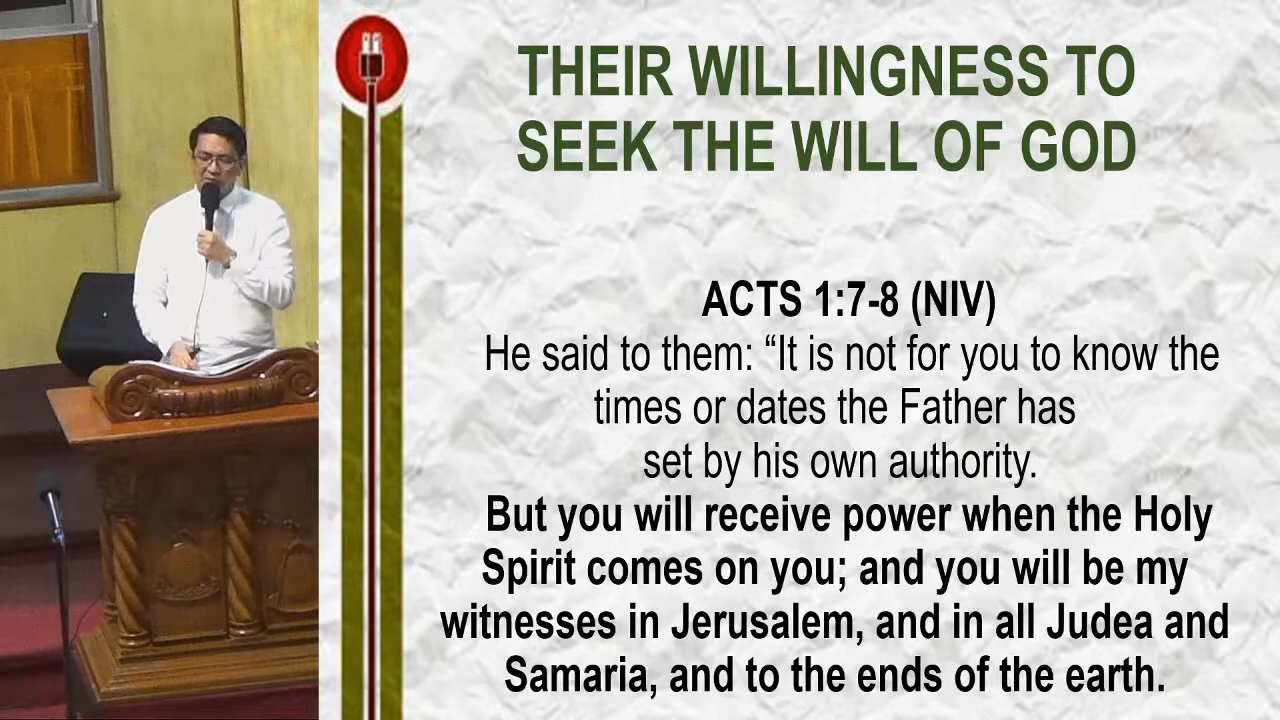 THEIR WILLINGNESS TO
SEEK THE WILL OF GOD
ACTS 1:7-8 (NIV)
He said to them: “It is not for you to know the
times or dates the Father has
set by his own authority.
But you will receive power when the Holy
Spirit comes on you; and you will be my
witnesses in Jerusalem, and in all Judea and
Samaria, and to the ends of the earth.